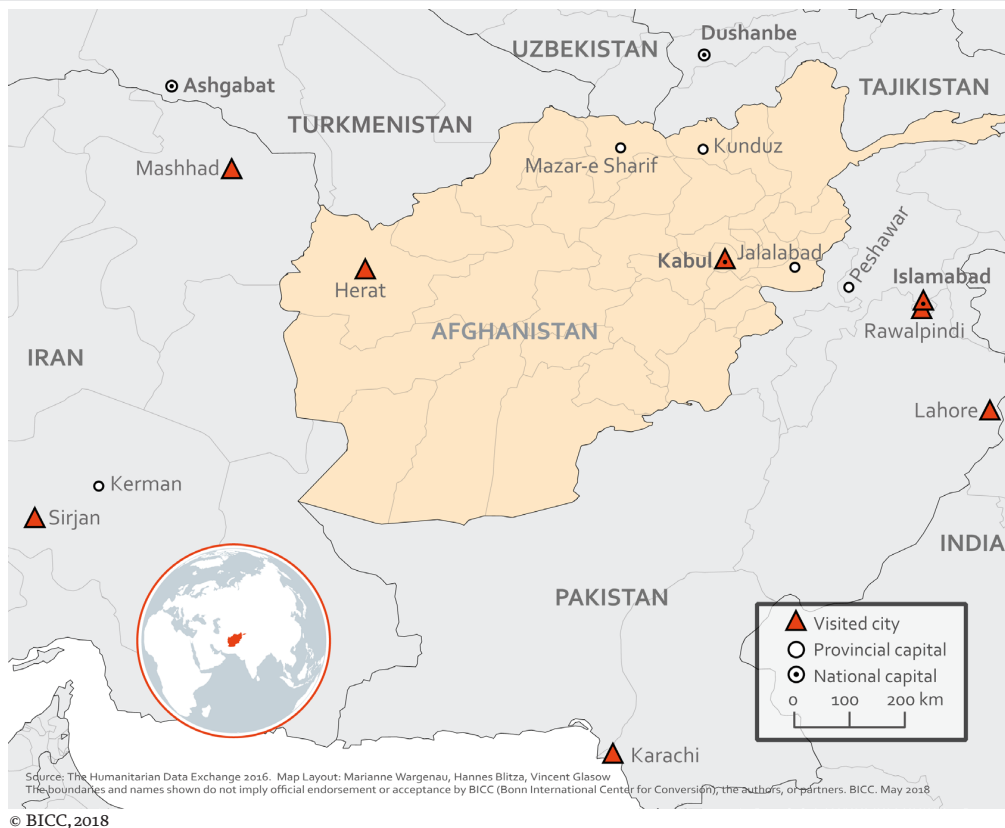 Dushanbe
UZBEKISTAN
Ashgabat
TAJIKISTAN
TURKMENISTAN
Mashhad
Mazar-e Sharif
Kunduz
Peshawar
Kabul
Jalalabad
Islamabad
Herat
Rawalpindi
AFGHANISTAN
IRAN
Lahore
Kerman
Sirjan
INDIA
PAKISTAN
Visited city
Provincial capital
National capital
0 100 200 km
Karachi
Source: The Humanitarian Data Exchange 2016. Map Layout: Marianne Wargenau, Hannes Blitza, Vincent Glasow
The boundaries and names shown do not imply official endorsement or acceptance by BICC (Bonn International Center for Conversion), the authors, or partners. BICC. May 2018
© BICC, 2018